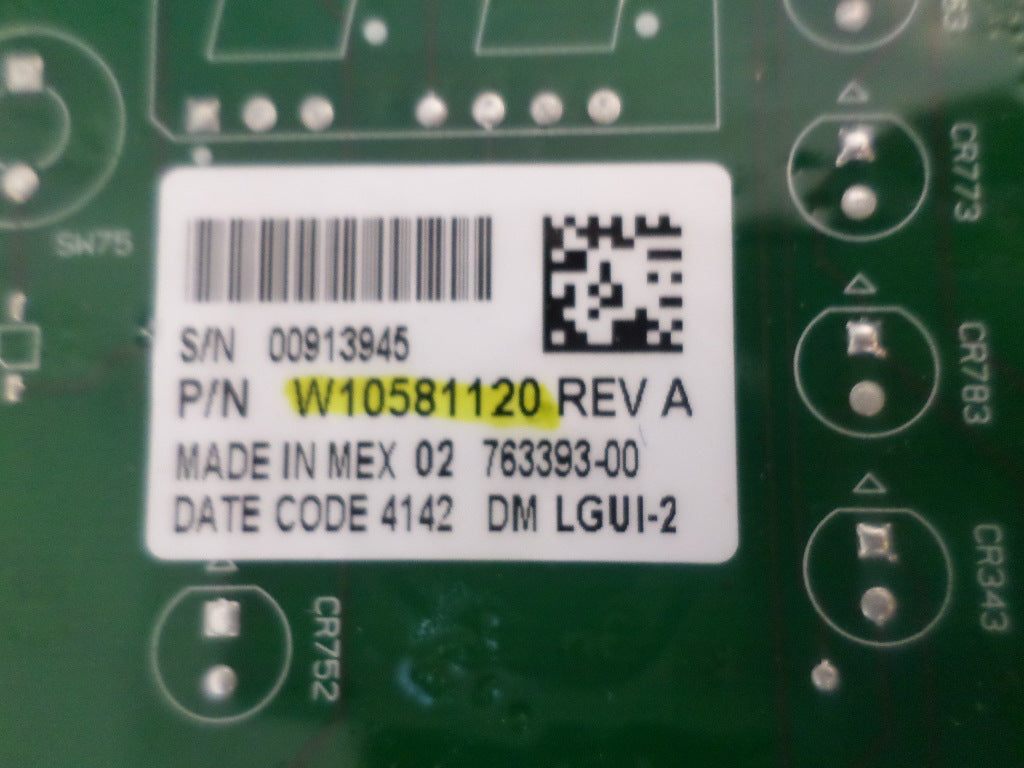 SW75
S/N 00913945
P/N W10581120 REV A
MADE IN MEX 02 763393-00
DATE CODE 4142 DM LGUI-2
CR773
CR783
CR343
CR752